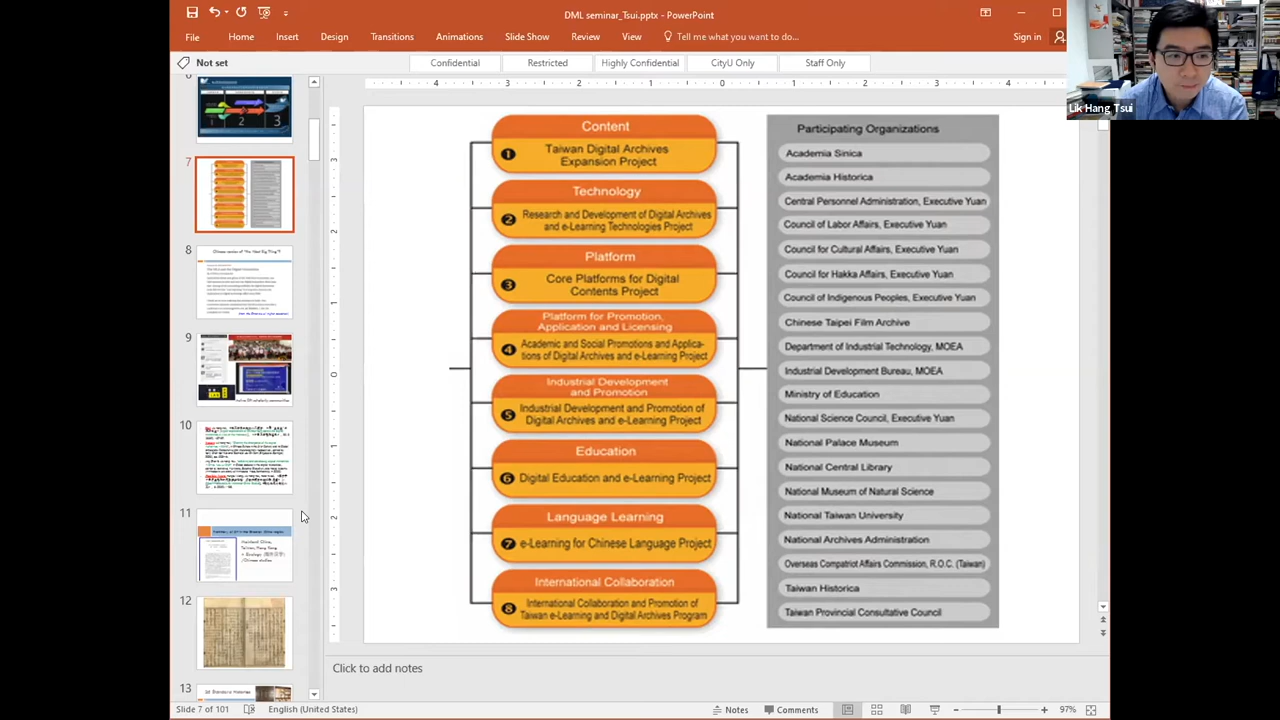 DML seminar_Tsui.pptx - PowerPoint
File Home Insert Design Transitions Animations Slide Show Review View Tell me what you want to do... Sign in
Not set Confidential Restricted Highly Confidential CityU Only Staff Only
Lik Hang Tsui
4 3 2 1 0 1 2 3 4
6
7
8
9
10
11
12
13
Content
1 Taiwan Digital Archives
Expansion Project
Technology
2 Research and Development of Digital Archives
and e-Learning Technologies Project
Platform
3 Core Platforms for Digital
Contents Project
Platform for Promotion,
Application and Licensing
4 Academic and Social Promotions and Applica-
tions of Digital Archives and e-Learning Project
Industrial Development
and Promotion
5 Industrial Development and Promotion of
Digital Archives and e-Learning Project
Education
6 Digital Education and e-Learning Project
Language Learning
7 e-Learning for Chinese Language Project
International Collaboration
8 International Collaboration and Promotion of
Taiwan e-Learning and Digital Archives Program
Participating Organizations
Academia Sinica
Academia Historica
Central Personnel Administration, Executive Yuan
Council of Labor Affairs, Executive Yuan
Council for Cultural Affairs, Executive Yuan
Council for Hakka Affairs, Executive Yuan
Council of Indigenous Peoples, Executive Yuan
Chinese Taipei Film Archive
Department of Industrial Technology, MOEA
Industrial Development Bureau, MOEA
Ministry of Education
National Science Council, Executive Yuan
National Palace Museum
National Central Library
National Museum of Natural Science
National Taiwan University
National Archives Administration
Overseas Compatriot Affairs Commission, R.O.C. (Taiwan)
Taiwan Historica
Taiwan Provincial Consultative Council
Click to add notes
Slide 7 of 101 English (United States) Notes Comments 97%